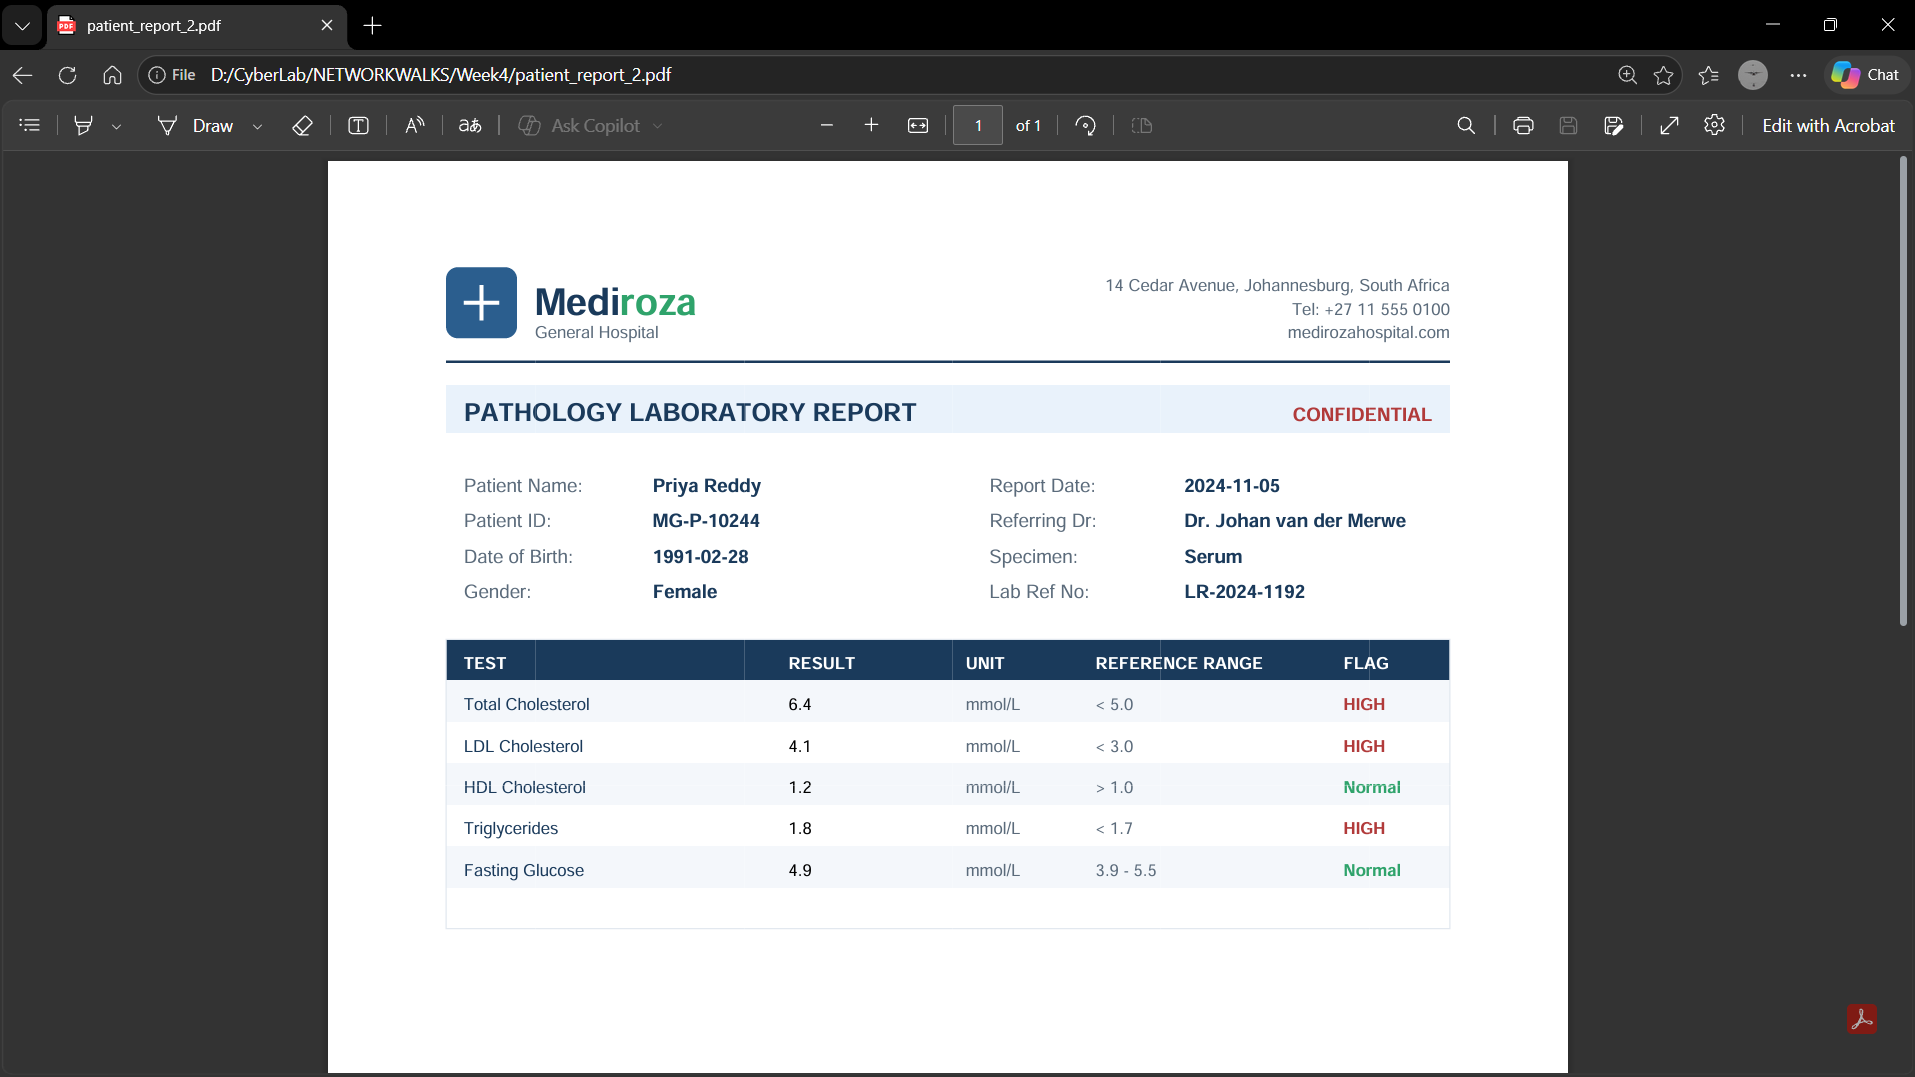 patient_report_2.pdf
File D:/CyberLab/NETWORKWALKS/Week4/patient_report_2.pdf
Chat
Draw
aあ
Ask Copilot
1 of 1
Edit with Acrobat
Mediroza
General Hospital
14 Cedar Avenue, Johannesburg, South Africa
Tel: +27 11 555 0100
medirozahospital.com
PATHOLOGY LABORATORY REPORT CONFIDENTIAL
Patient Name: Priya Reddy Report Date: 2024-11-05
Patient ID: MG-P-10244 Referring Dr: Dr. Johan van der Merwe
Date of Birth: 1991-02-28 Specimen: Serum
Gender: Female Lab Ref No: LR-2024-1192
TEST RESULT UNIT REFERENCE RANGE FLAG
Total Cholesterol 6.4 mmol/L < 5.0 HIGH
LDL Cholesterol 4.1 mmol/L < 3.0 HIGH
HDL Cholesterol 1.2 mmol/L > 1.0 Normal
Triglycerides 1.8 mmol/L < 1.7 HIGH
Fasting Glucose 4.9 mmol/L 3.9 - 5.5 Normal